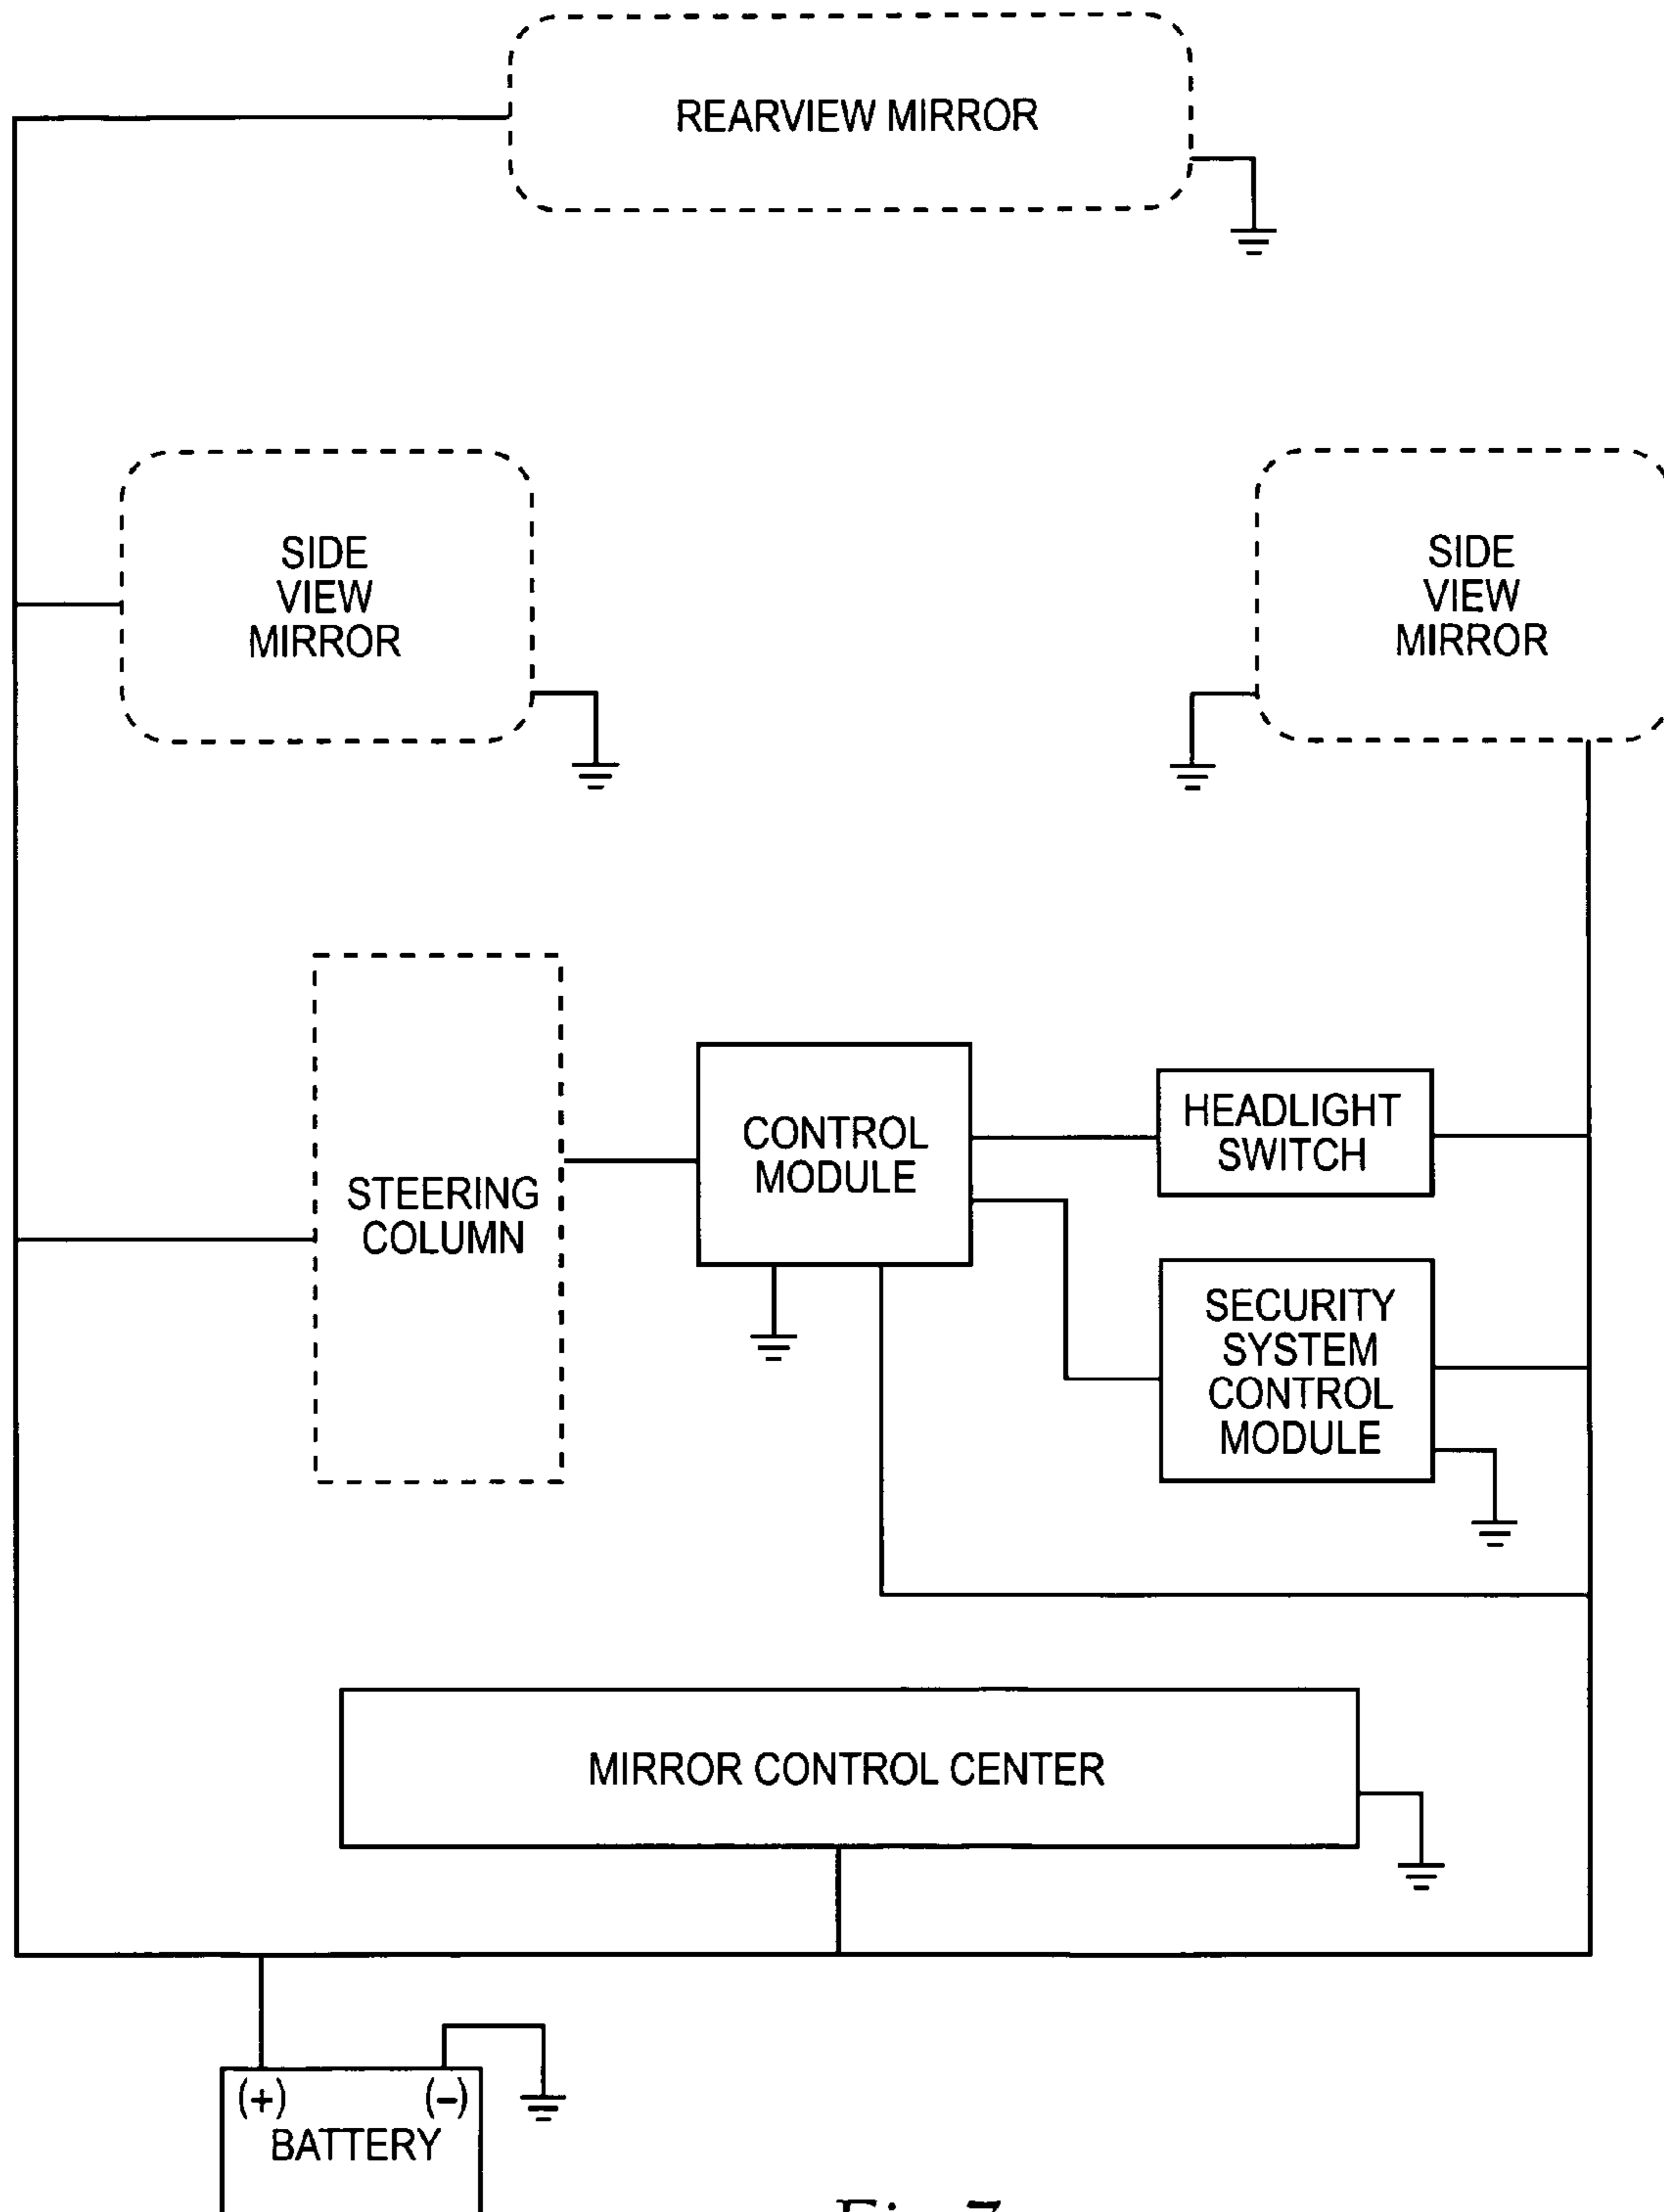 REARVIEW MIRROR
SIDE
VIEW
MIRROR
SIDE
VIEW
MIRROR
STEERING
COLUMN
CONTROL
MODULE
HEADLIGHT
SWITCH
SECURITY
SYSTEM
CONTROL
MODULE
MIRROR CONTROL CENTER
(+) (-)
BATTERY